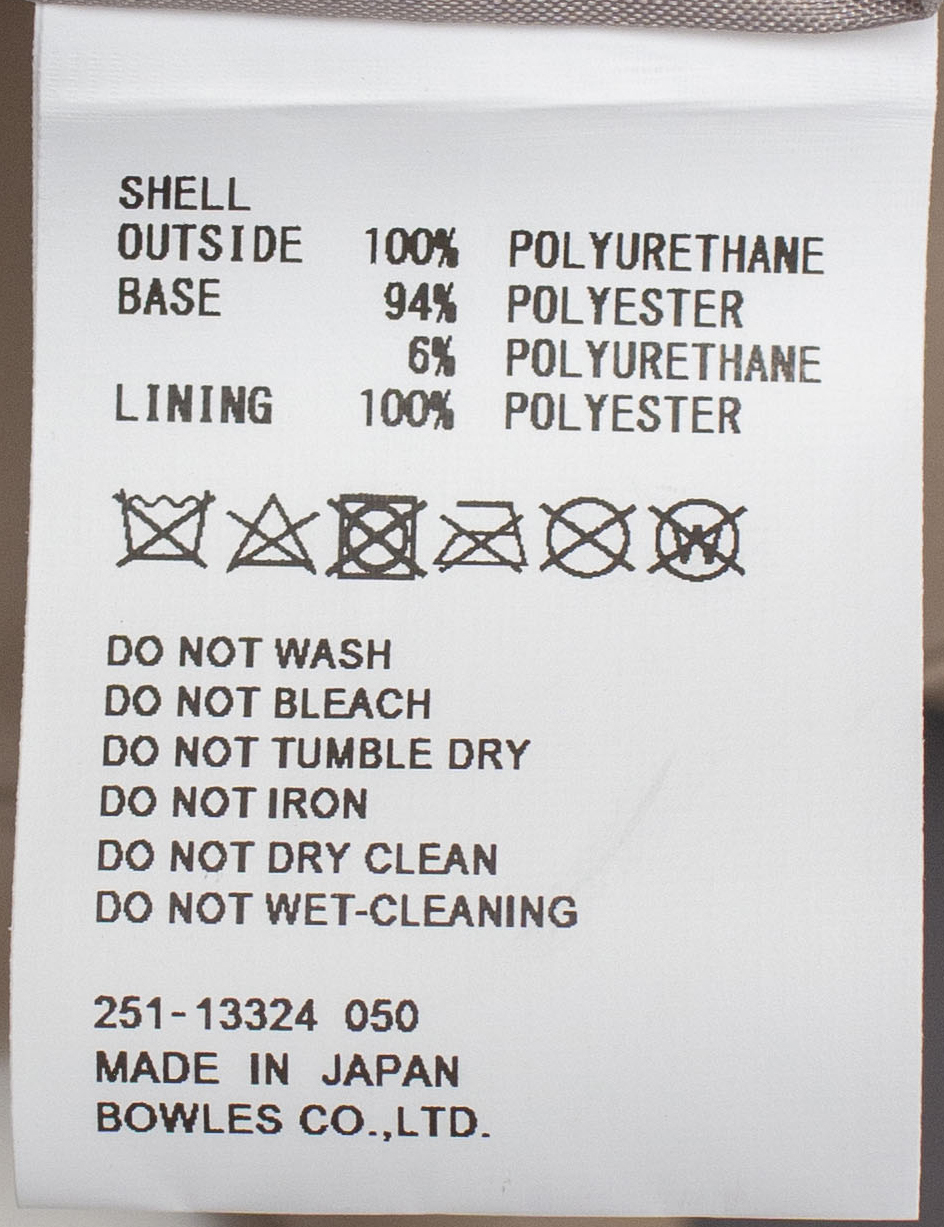 SHELL
OUTSIDE 100% POLYURETHANE
BASE 94% POLYESTER
6% POLYURETHANE
LINING 100% POLYESTER
W
DO NOT WASH
DO NOT BLEACH
DO NOT TUMBLE DRY
DO NOT IRON
DO NOT DRY CLEAN
DO NOT WET-CLEANING
251-13324 050
MADE IN JAPAN
BOWLES CO.,LTD.